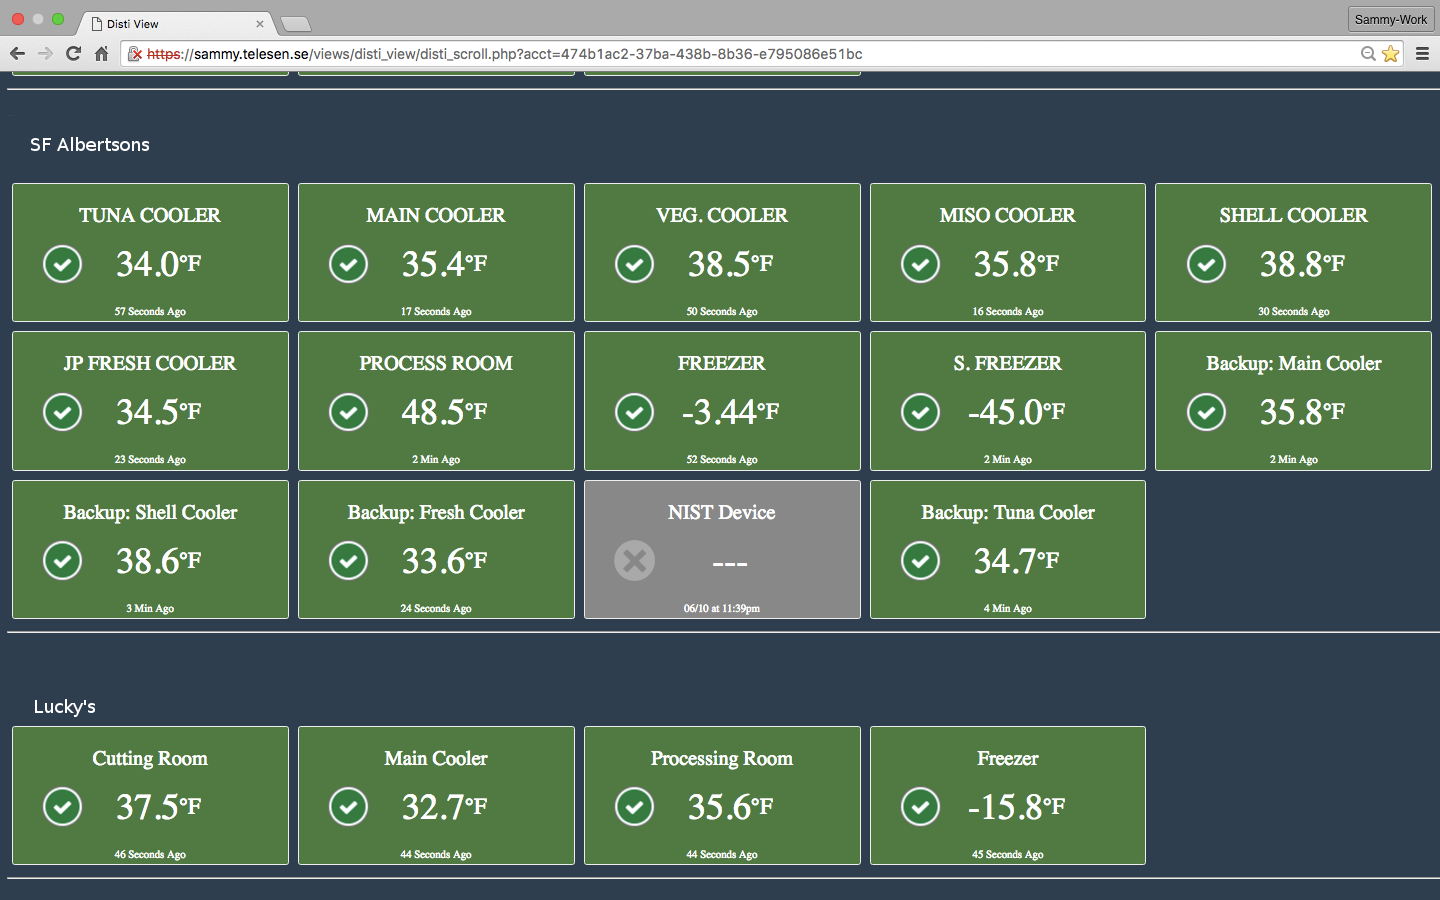 Disti View
Sammy-Work
https://sammy.telesen.se/views/disti_view/disti_scroll.php?acct=474b1ac2-37ba-438b-8b36-e795086e51bc
SF Albertsons
TUNA COOLER
34.0°F
57 Seconds Ago
MAIN COOLER
35.4°F
17 Seconds Ago
VEG. COOLER
38.5°F
50 Seconds Ago
MISO COOLER
35.8°F
16 Seconds Ago
SHELL COOLER
38.8°F
30 Seconds Ago
JP FRESH COOLER
34.5°F
23 Seconds Ago
PROCESS ROOM
48.5°F
2 Min Ago
FREEZER
-3.44°F
52 Seconds Ago
S. FREEZER
-45.0°F
2 Min Ago
Backup: Main Cooler
35.8°F
2 Min Ago
Backup: Shell Cooler
38.6°F
3 Min Ago
Backup: Fresh Cooler
33.6°F
24 Seconds Ago
NIST Device
---
06/10 at 11:39pm
Backup: Tuna Cooler
34.7°F
4 Min Ago
Lucky's
Cutting Room
37.5°F
46 Seconds Ago
Main Cooler
32.7°F
44 Seconds Ago
Processing Room
35.6°F
44 Seconds Ago
Freezer
-15.8°F
45 Seconds Ago